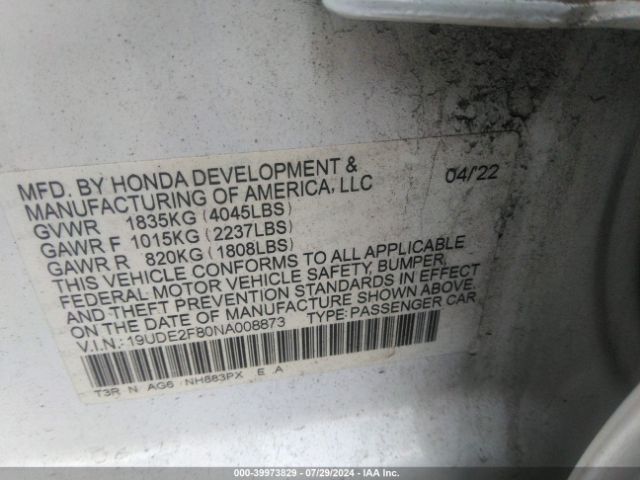 MFD. BY HONDA DEVELOPMENT &
MANUFACTURING OF AMERICA, LLC 04/'22
GVWR 1835KG (4045LBS)
GAWR F 1015KG (2237LBS)
GAWR R 820KG (1808LBS)
THIS VEHICLE CONFORMS TO ALL APPLICABLE
FEDERAL MOTOR VEHICLE SAFETY, BUMPER,
AND THEFT PREVENTION STANDARDS IN EFFECT
ON THE DATE OF MANUFACTURE SHOWN ABOVE.
V.I.N.: 19UDE2F80NA008873 TYPE: PASSENGER CAR
T3R N AG6 NH883PX E A
000-39973829 - 07/29/2024 - IAA Inc.